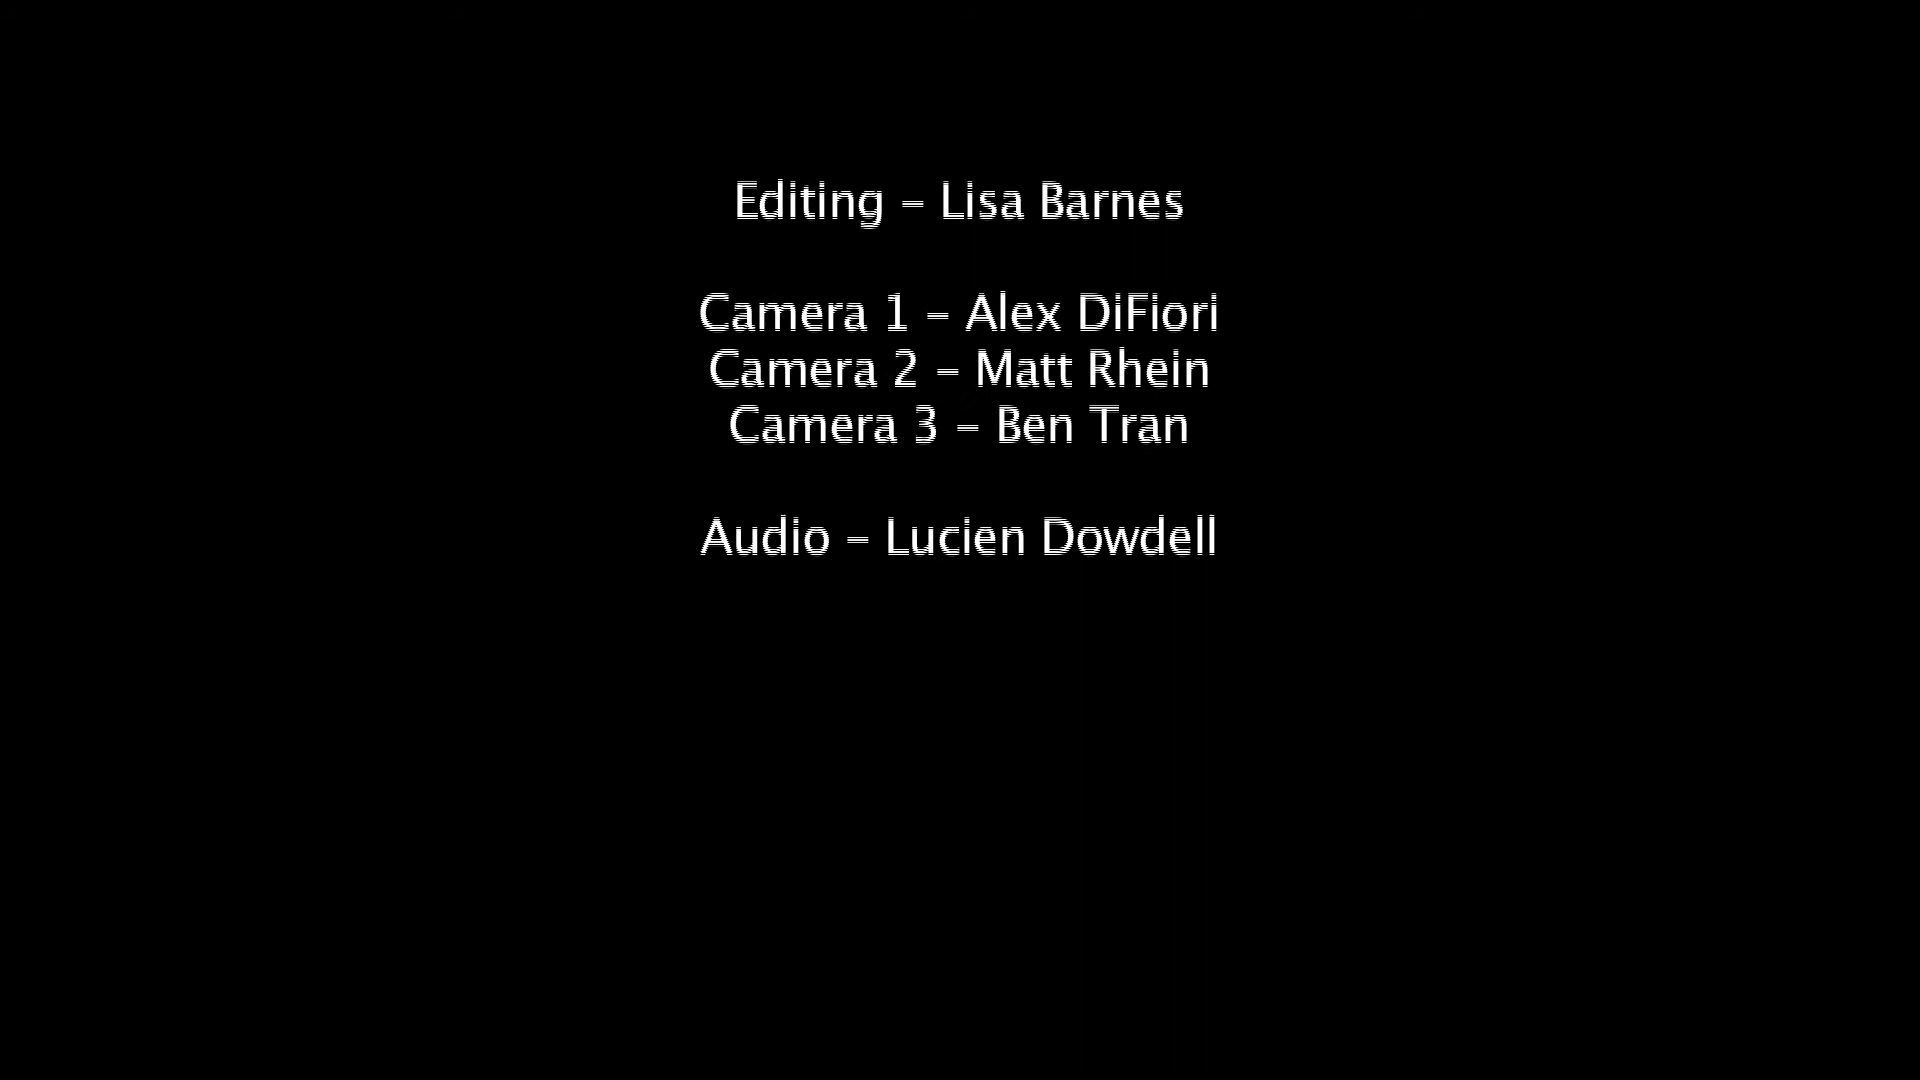 Editing – Lisa Barnes
Camera 1 – Alex DiFiori
Camera 2 – Matt Rhein
Camera 3 – Ben Tran
Audio – Lucien Dowdell